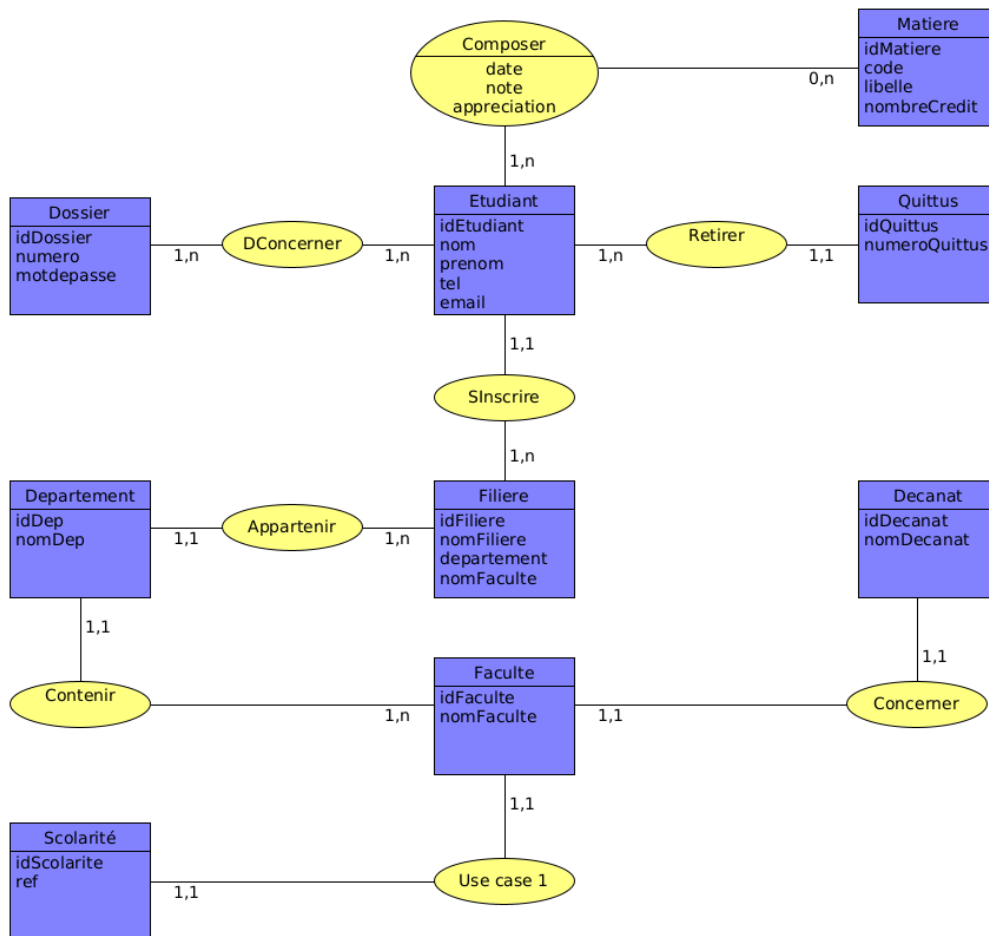 Composer
date
note
appreciation
0,n
Matiere
idMatiere
code
libelle
nombreCredit
1,n
Dossier
idDossier
numero
motdepasse
1,n
DConcerner
1,n
Etudiant
idEtudiant
nom
prenom
tel
email
1,n
Retirer
1,1
Quittus
idQuittus
numeroQuittus
1,1
SInscrire
1,n
Departement
idDep
nomDep
1,1
Appartenir
1,n
Filiere
idFiliere
nomFiliere
departement
nomFaculte
Decanat
idDecanat
nomDecanat
1,1
1,1
Contenir
1,n
Faculte
idFaculte
nomFaculte
1,1
Concerner
1,1
Scolarité
idScolarite
ref
1,1
Use case 1